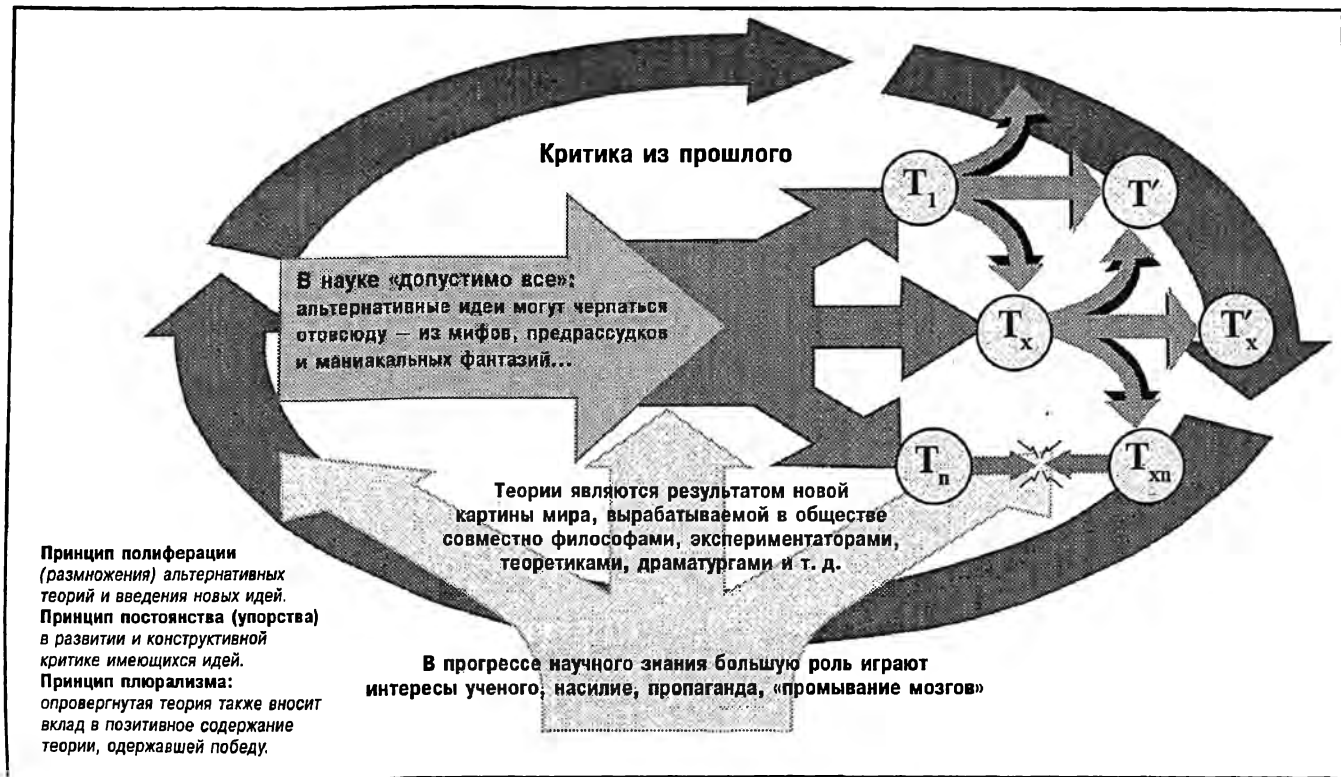 Критика из прошлого
T₁
T′
В науке «допустимо все»:
альтернативные идеи могут черпаться
отовсюду – из мифов, предрассудков
и маниакальных фантазий...
Tₓ
T′ₓ
Tₙ
Tₓₙ
Теории являются результатом новой
картины мира, вырабатываемой в обществе
совместно философами, экспериментаторами,
теоретиками, драматургами и т. д.
Принцип полиферации
(размножения) альтернативных
теорий и введения новых идей.
Принцип постоянства (упорства)
в развитии и конструктивной
критике имеющихся идей.
Принцип плюрализма:
опровергнутая теория также вносит
вклад в позитивное содержание
теории, одержавшей победу.
В прогрессе научного знания большую роль играют
интересы ученого, насилие, пропаганда, «промывание мозгов»